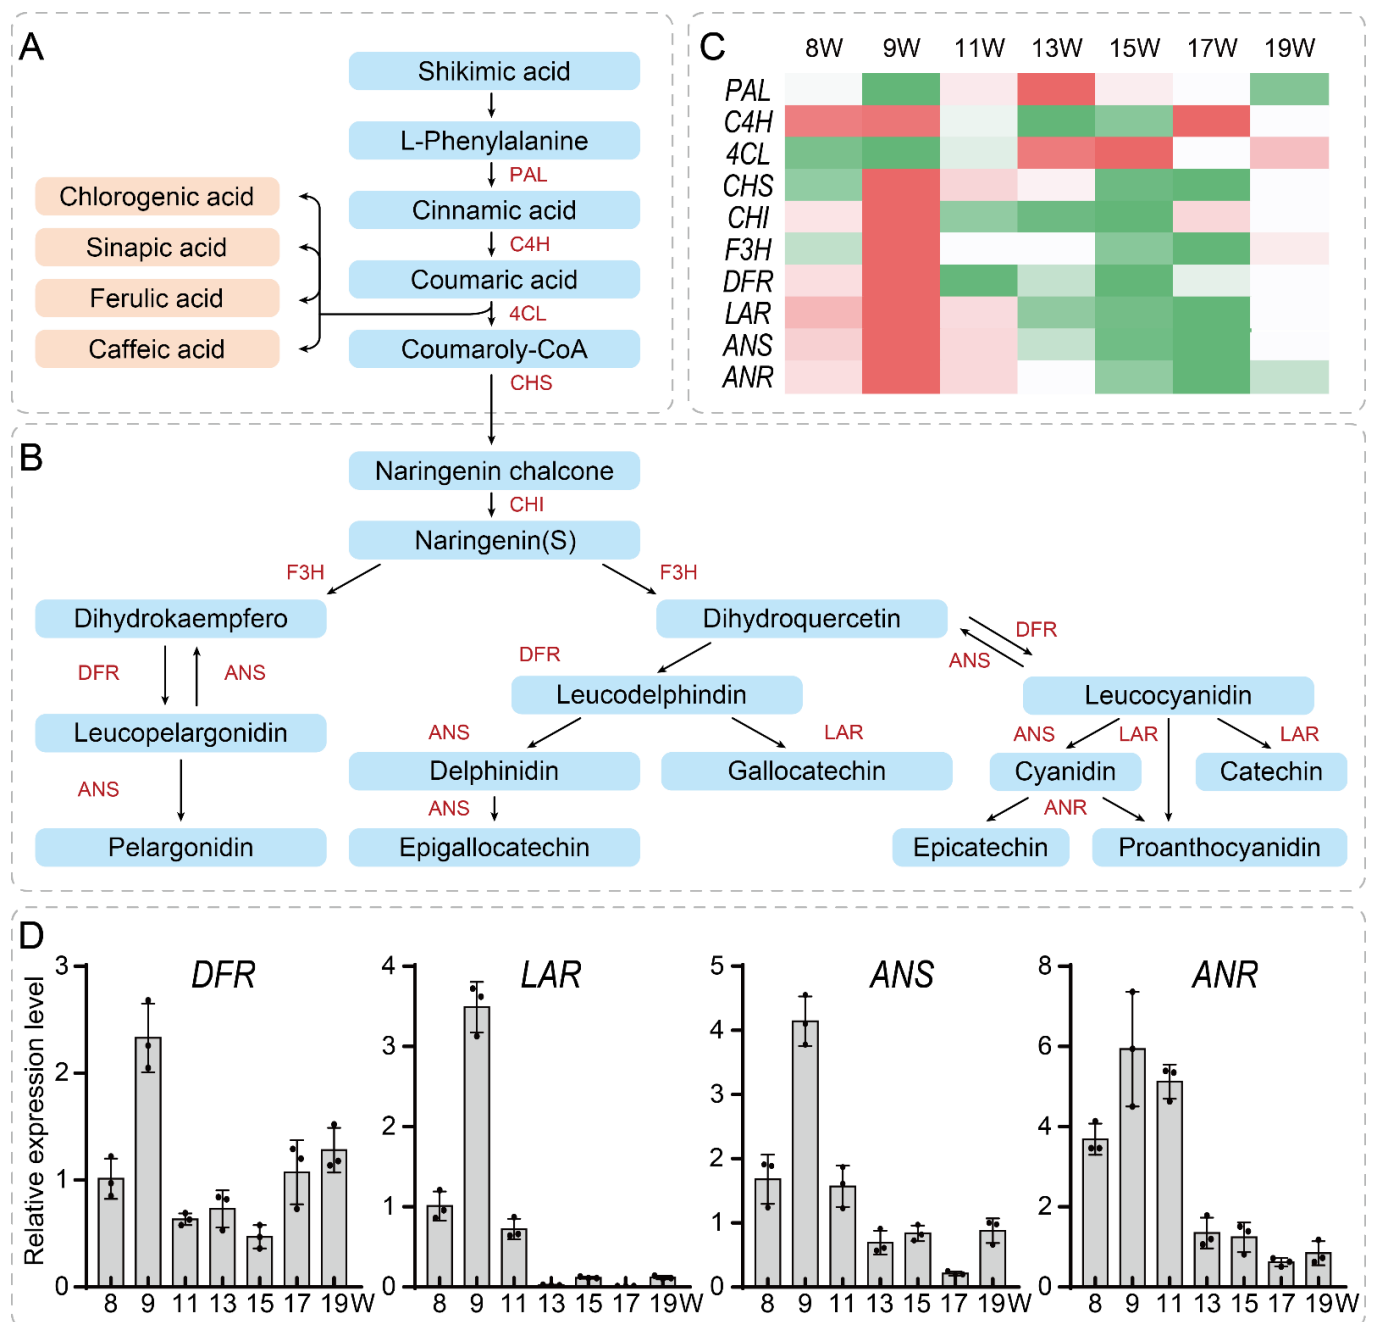 A
Shikimic acid
L-Phenylalanine
PAL
Cinnamic acid
C4H
Coumaric acid
4CL
Coumaroly-CoA
CHS
Chlorogenic acid
Sinapic acid
Ferulic acid
Caffeic acid
C
8W 9W 11W 13W 15W 17W 19W
PAL
C4H
4CL
CHS
CHI
F3H
DFR
LAR
ANS
ANR
B
Naringenin chalcone
CHI
Naringenin(S)
F3H F3H
Dihydrokaempfero Dihydroquercetin
DFR ANS DFR ANS DFR
Leucopelargonidin Leucodelphindin Leucocyanidin
ANS ANS LAR ANS LAR LAR
Delphinidin Gallocatechin Cyanidin Catechin
ANS ANR
Pelargonidin Epigallocatechin Epicatechin Proanthocyanidin
D
Relative expression level
DFR
3
2
1
0
8 9 11 13 15 17 19W
LAR
4
3
2
1
0
8 9 11 13 15 17 19W
ANS
5
4
3
2
1
0
8 9 11 13 15 17 19W
ANR
8
6
4
2
0
8 9 11 13 15 17 19W